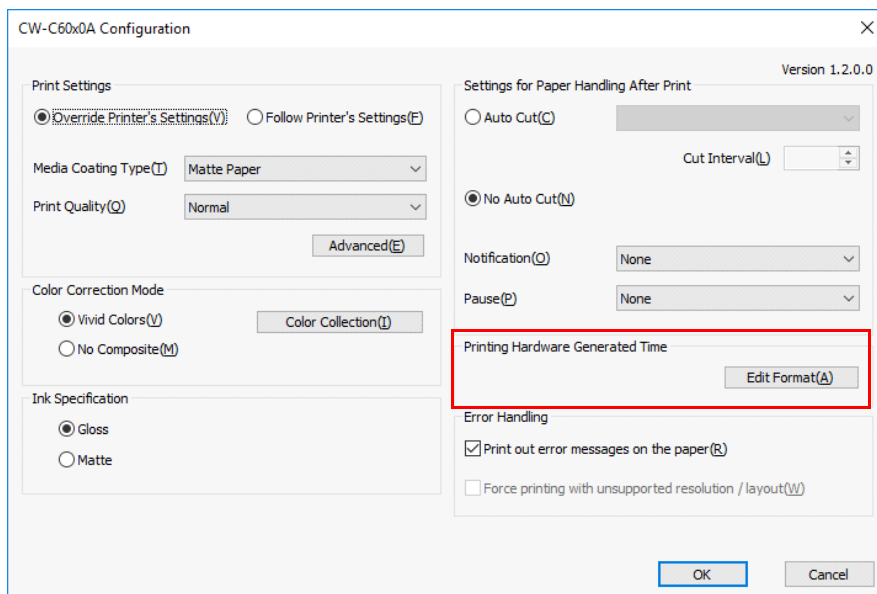 CW-C60x0A Configuration
Version 1.2.0.0
Print Settings
Override Printer's Settings(V)
Follow Printer's Settings(F)
Media Coating Type(T)
Matte Paper
Print Quality(Q)
Normal
Advanced(E)
Color Correction Mode
Vivid Colors(V)
Color Collection(I)
No Composite(M)
Ink Specification
Gloss
Matte
Settings for Paper Handling After Print
Auto Cut(C)
Cut Interval(L)
No Auto Cut(N)
Notification(O)
None
Pause(P)
None
Printing Hardware Generated Time
Edit Format(A)
Error Handling
Print out error messages on the paper(R)
Force printing with unsupported resolution / layout(W)
OK
Cancel